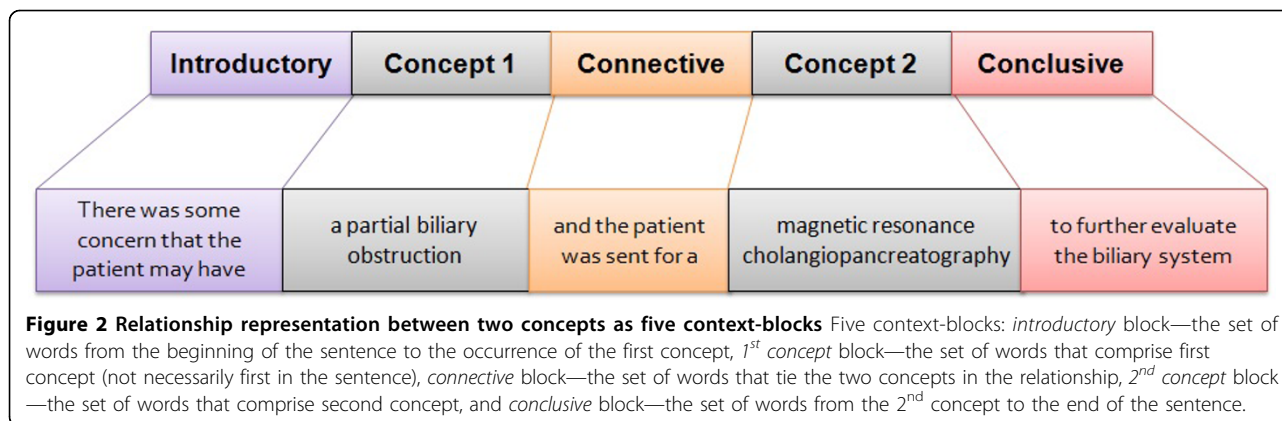 Introductory
Concept 1
Connective
Concept 2
Conclusive
There was some
concern that the
patient may have
a partial biliary
obstruction
and the patient
was sent for a
magnetic resonance
cholangiopancreatography
to further evaluate
the biliary system
Figure 2 Relationship representation between two concepts as five context-blocks Five context-blocks: introductory block—the set of
words from the beginning of the sentence to the occurrence of the first concept, 1st concept block—the set of words that comprise first
concept (not necessarily first in the sentence), connective block—the set of words that tie the two concepts in the relationship, 2nd concept block
—the set of words that comprise second concept, and conclusive block—the set of words from the 2nd concept to the end of the sentence.